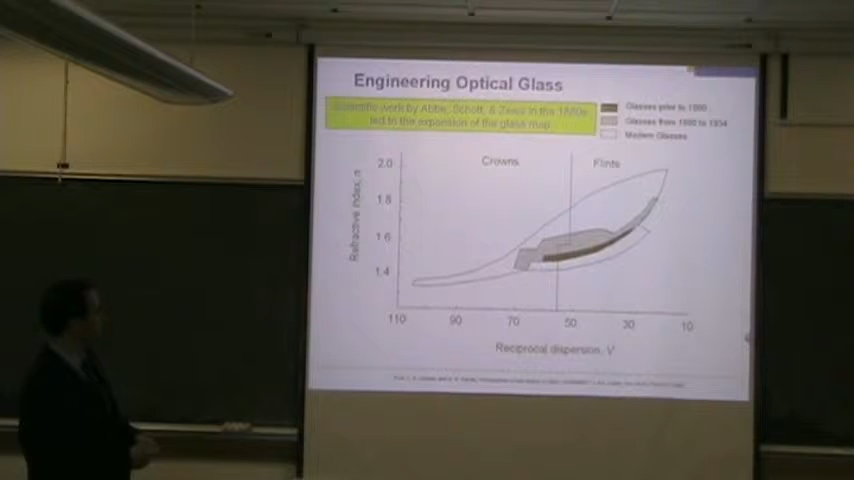 Engineering Optical Glass
Scientific work by Abbe, Schott, & Zeiss in the 1880s
led to the expansion of the glass map
Glasses prior to 1880
Glasses from 1880 to 1934
Modern Glasses
Crowns
Flints
2.0
1.8
1.6
1.4
Refractive index, n
110
90
70
50
30
10
Reciprocal dispersion, V